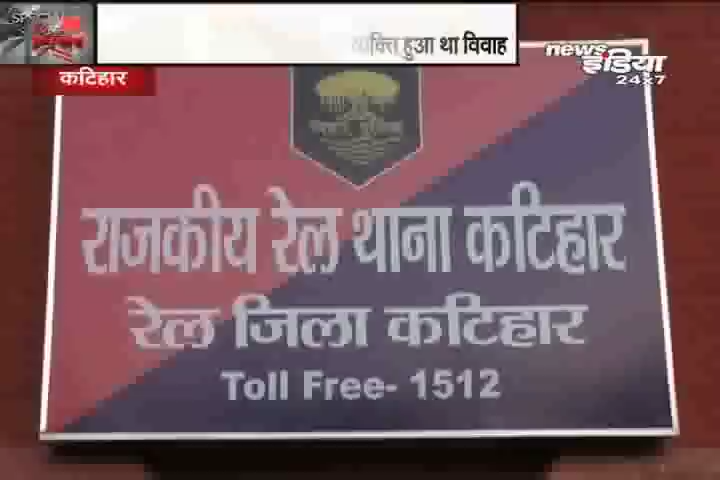 हुआ था विवाह
news
इंडिया
24x7
कटिहार
राजकीय रेल थाना कटिहार
रेल जिला कटिहार
Toll Free- 1512